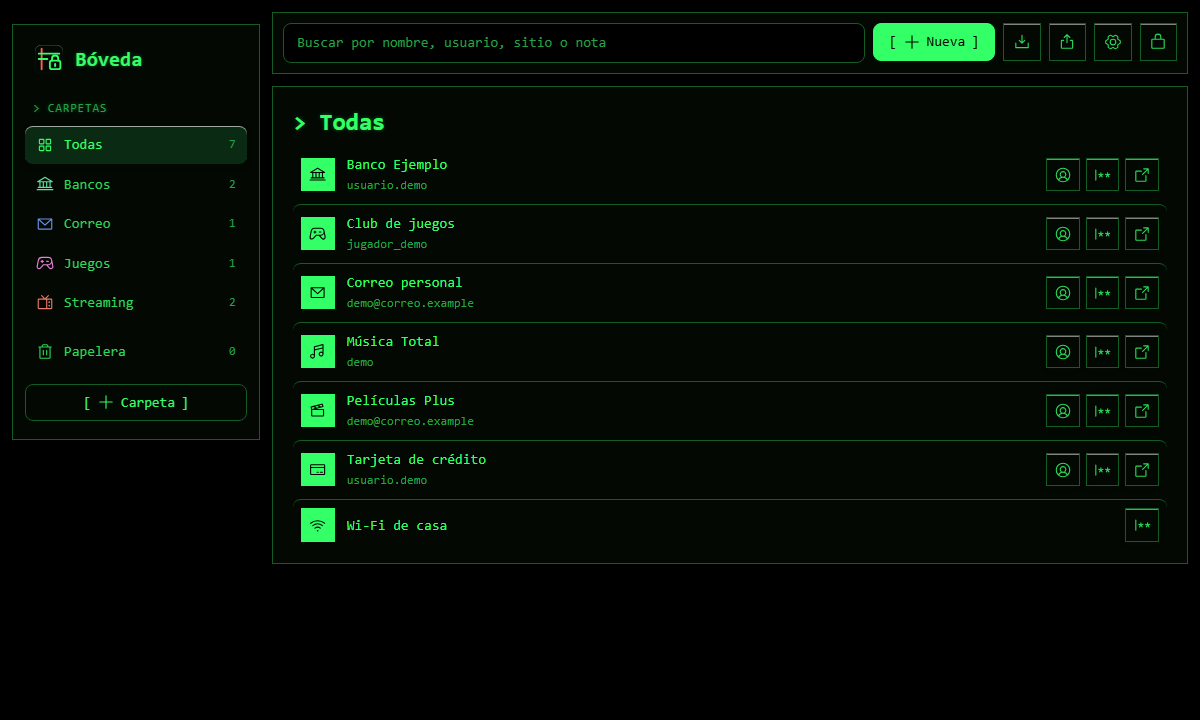 Bóveda
> CARPETAS
Todas 7
Bancos 2
Correo 1
Juegos 1
Streaming 2
Papelera 0
[ + Carpeta ]
Buscar por nombre, usuario, sitio o nota
[ + Nueva ]
> Todas
Banco Ejemplo
usuario.demo
|**
Club de juegos
jugador_demo
|**
Correo personal
demo@correo.example
|**
Música Total
demo
|**
Películas Plus
demo@correo.example
|**
Tarjeta de crédito
usuario.demo
|**
Wi-Fi de casa
|**